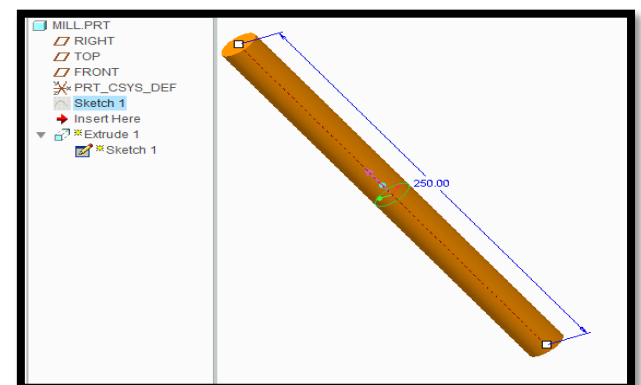 MILL.PRT
RIGHT
TOP
FRONT
PRT_CSYS_DEF
Sketch 1
Insert Here
Extrude 1
Sketch 1
250.00